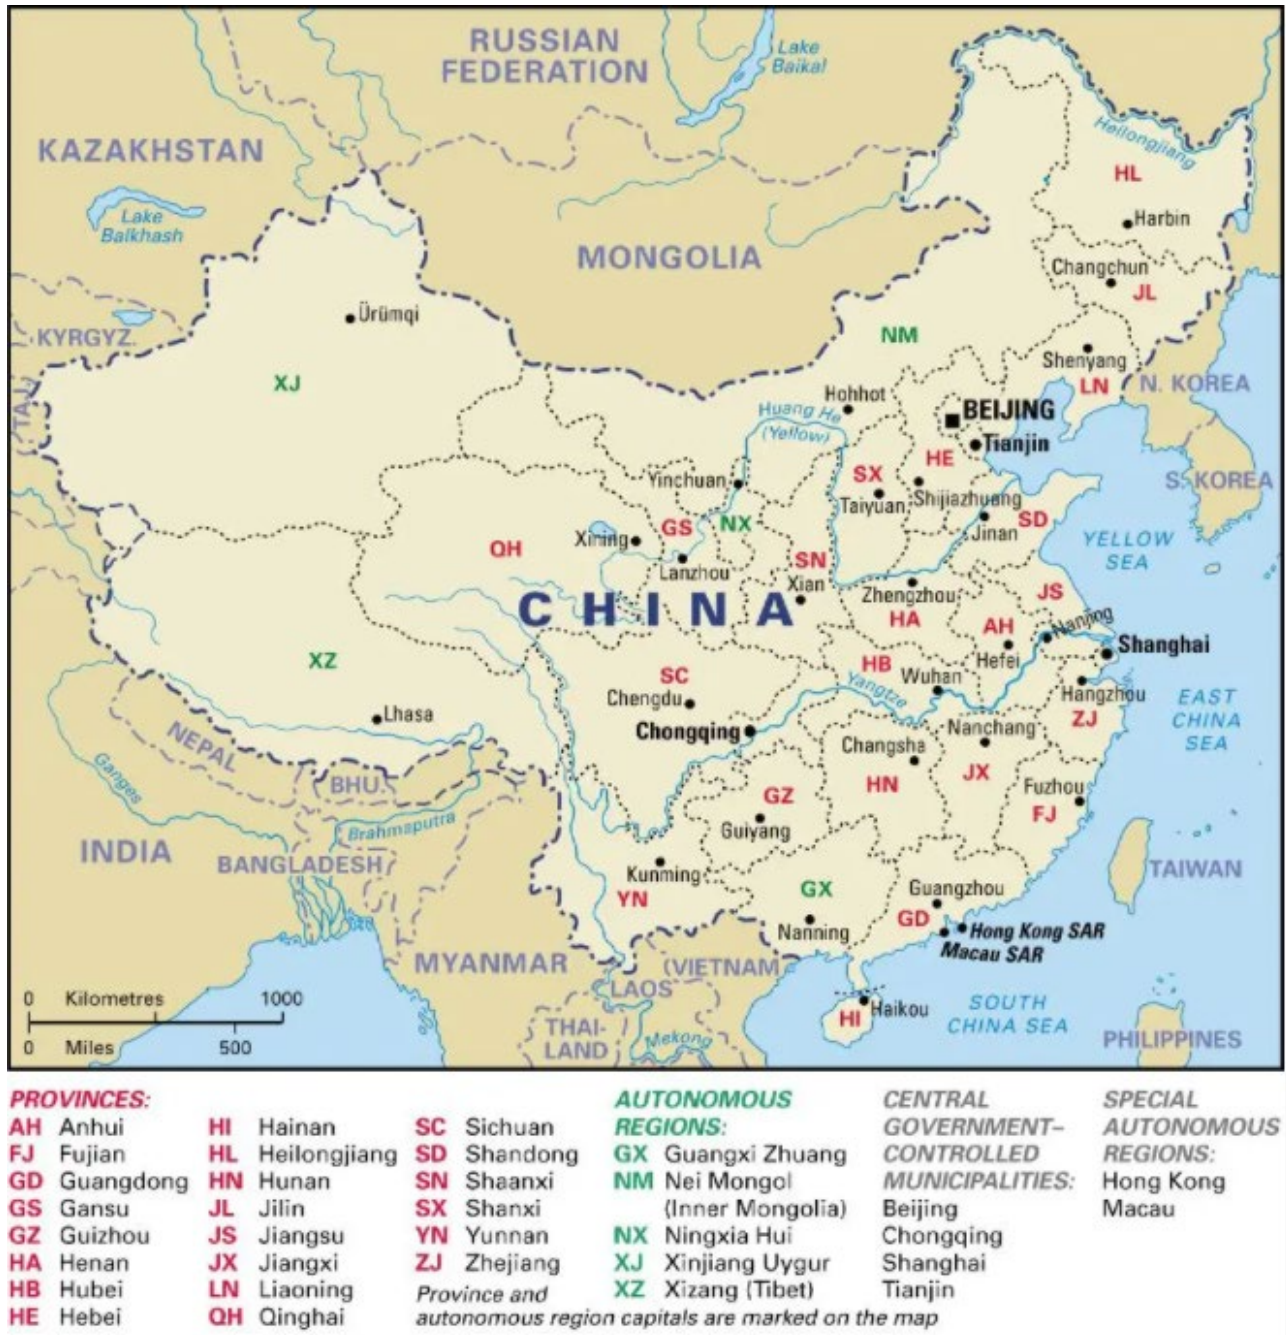 RUSSIAN
FEDERATION
Lake
Baikal
KAZAKHSTAN
Lake
Balkhash
Heilongjiang
HL
Harbin
MONGOLIA
Changchun
JL
Ürümqi
KYRGYZ.
NM
Shenyang
LN
N. KOREA
XJ
TAJ.
Hohhot
Huang He
(Yellow)
BEIJING
Tianjin
HE
SX
Yinchuan
Taiyuan
Shijiazhuang
S. KOREA
GS
NX
SD
Jinan
Xining
QH
YELLOW
SEA
Lanzhou
SN
Xian
Zhengzhou
JS
CHINA
HA
AH
Nanjing
Hefei
Shanghai
XZ
SC
HB
Wuhan
Yangtze
Chengdu
Hangzhou
EAST
CHINA
SEA
Lhasa
Chongqing
Nanchang
ZJ
NEPAL
Changsha
BHU.
Ganges
GZ
HN
JX
Fuzhou
FJ
Guiyang
Brahmaputra
INDIA
BANGLADESH
Kunming
YN
GX
Guangzhou
TAIWAN
GD
Nanning
Hong Kong SAR
Macau SAR
MYANMAR
VIETNAM
LAOS
0 Kilometres 1000
0 Miles 500
Haikou
HI
SOUTH
CHINA SEA
THAI-
LAND
Mekong
PHILIPPINES
PROVINCES:
AH Anhui
FJ Fujian
GD Guangdong
GS Gansu
GZ Guizhou
HA Henan
HB Hubei
HE Hebei
HI Hainan
HL Heilongjiang
HN Hunan
JL Jilin
JS Jiangsu
JX Jiangxi
LN Liaoning
QH Qinghai
SC Sichuan
SD Shandong
SN Shaanxi
SX Shanxi
YN Yunnan
ZJ Zhejiang
Province and
autonomous region capitals are marked on the map
AUTONOMOUS
REGIONS:
GX Guangxi Zhuang
NM Nei Mongol
(Inner Mongolia)
NX Ningxia Hui
XJ Xinjiang Uygur
XZ Xizang (Tibet)
CENTRAL
GOVERNMENT–
CONTROLLED
MUNICIPALITIES:
Beijing
Chongqing
Shanghai
Tianjin
SPECIAL
AUTONOMOUS
REGIONS:
Hong Kong
Macau